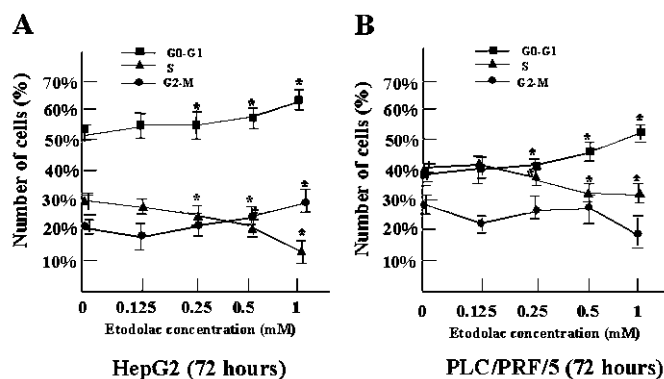 A
B
G0-G1
S
G2-M
G0-G1
S
G2-M
Number of cells (%)
70%
60%
50%
40%
30%
20%
10%
* * *
* * *
* *
0 0.125 0.25 0.5 1
Etodolac concentration (mM)
HepG2 (72 hours)
Number of cells (%)
70%
60%
50%
40%
30%
20%
10%
* * *
* * *
*
0 0.125 0.25 0.5 1
Etodolac concentration (mM)
PLC/PRF/5 (72 hours)